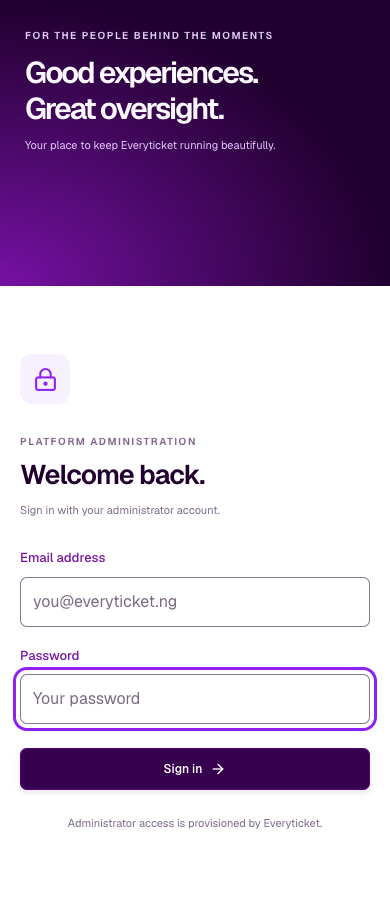 FOR THE PEOPLE BEHIND THE MOMENTS
Good experiences.
Great oversight.
Your place to keep Everyticket running beautifully.
PLATFORM ADMINISTRATION
Welcome back.
Sign in with your administrator account.
Email address
you@everyticket.ng
Password
Your password
Sign in →
Administrator access is provisioned by Everyticket.